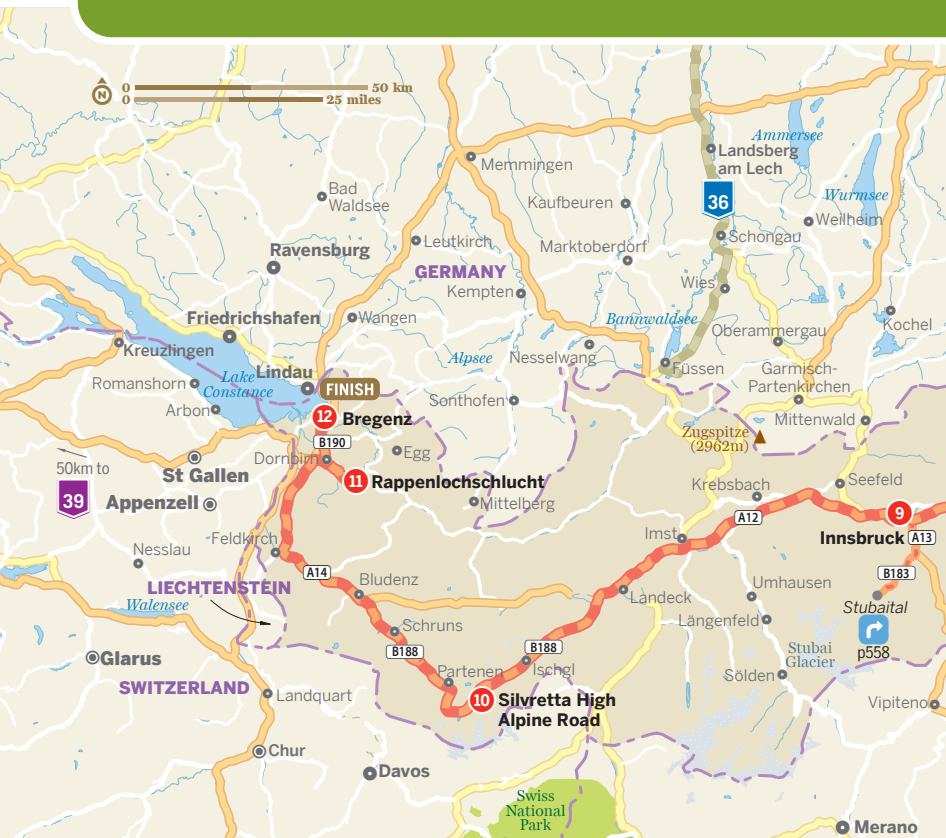 0
50 km
N
0
25 miles
Ammersee
Landsberg
am Lech
Memmingen
Bad
Waldsee
Kaufbeuren
36
Wurmsee
Weilheim
Leutkirch
Marktoberdorf
Schongau
Ravensburg
GERMANY
Kempten
Wies
Friedrichshafen
Wangen
Bannwaldsee
Oberammergau
Kochel
Kreuzlingen
Alpsee
Nesselwang
Romanshorn
Lake
Constance
Lindau
Füssen
Garmisch-
Partenkirchen
FINISH
Sonthofen
Arbon
12
Bregenz
Mittenwald
B190
Zugspitze
(2962m)
Egg
Dornbirn
50km to
39
St Gallen
11
Rappenlochschlucht
Krebsbach
Seefeld
Appenzell
Mittelberg
A12
9
Innsbruck
A13
Feldkirch
Imst
Nesslau
A14
B183
LIECHTENSTEIN
Bludenz
Landeck
Umhausen
Stubaital
Walensee
Längenfeld
Schruns
p558
B188
B188
Stubai
Glacier
Glarus
Partenen
Ischgl
Sölden
SWITZERLAND
Landquart
10
Silvretta High
Alpine Road
Vipiteno
Chur
Davos
Swiss
National
Park
Merano